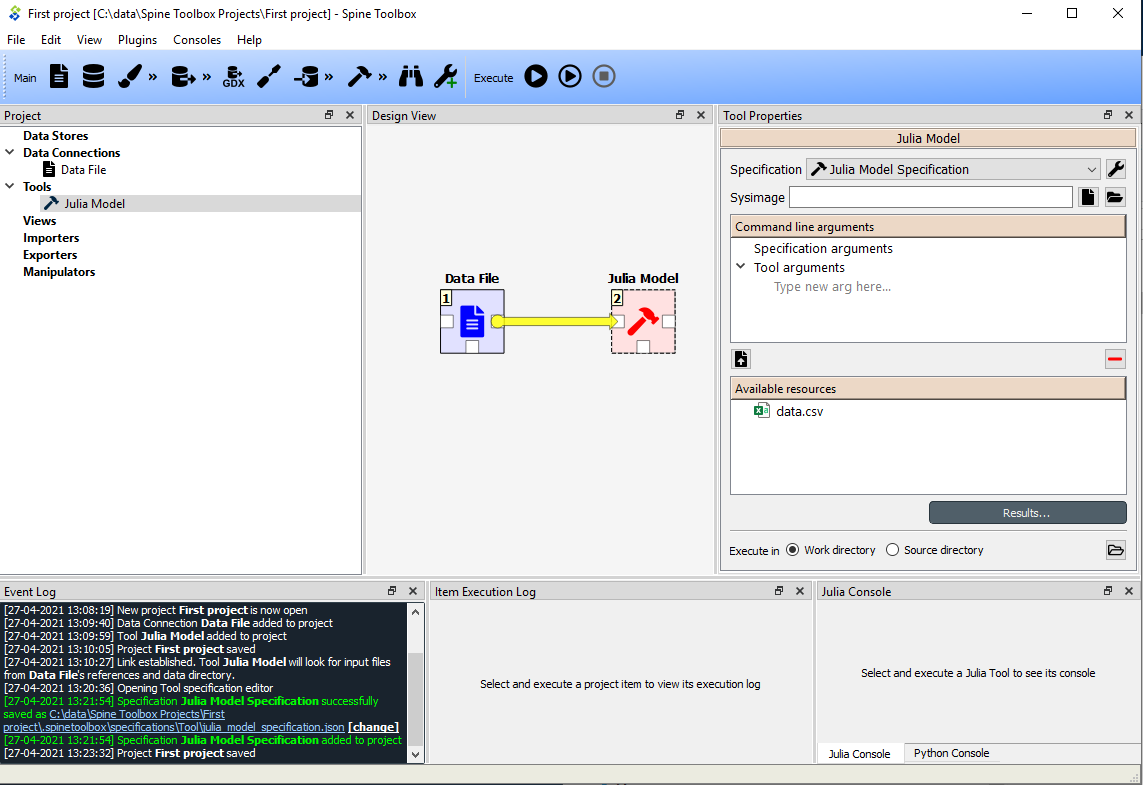 First project [C:\data\Spine Toolbox Projects\First project] - Spine Toolbox
File Edit View Plugins Consoles Help
Main » » GDX » » Execute
Project
Data Stores
Data Connections
Data File
Tools
Julia Model
Views
Importers
Exporters
Manipulators
Design View
Data File
Julia Model
1
2
Tool Properties
Julia Model
Specification Julia Model Specification
Sysimage
Command line arguments
Specification arguments
Tool arguments
Type new arg here...
Available resources
data.csv
Results...
Execute in Work directory Source directory
Event Log
[27-04-2021 13:08:19] New project First project is now open
[27-04-2021 13:09:40] Data Connection Data File added to project
[27-04-2021 13:09:59] Tool Julia Model added to project
[27-04-2021 13:10:05] Project First project saved
[27-04-2021 13:10:27] Link established. Tool Julia Model will look for input files
from Data File's references and data directory.
[27-04-2021 13:20:36] Opening Tool specification editor
[27-04-2021 13:21:54] Specification Julia Model Specification successfully
saved as C:\data\Spine Toolbox Projects\First
project\.spinetoolbox\specifications\Tool\julia_model_specification.json [change]
[27-04-2021 13:21:54] Specification Julia Model Specification added to project
[27-04-2021 13:23:32] Project First project saved
Item Execution Log
Select and execute a project item to view its execution log
Julia Console
Select and execute a Julia Tool to see its console
Julia Console Python Console